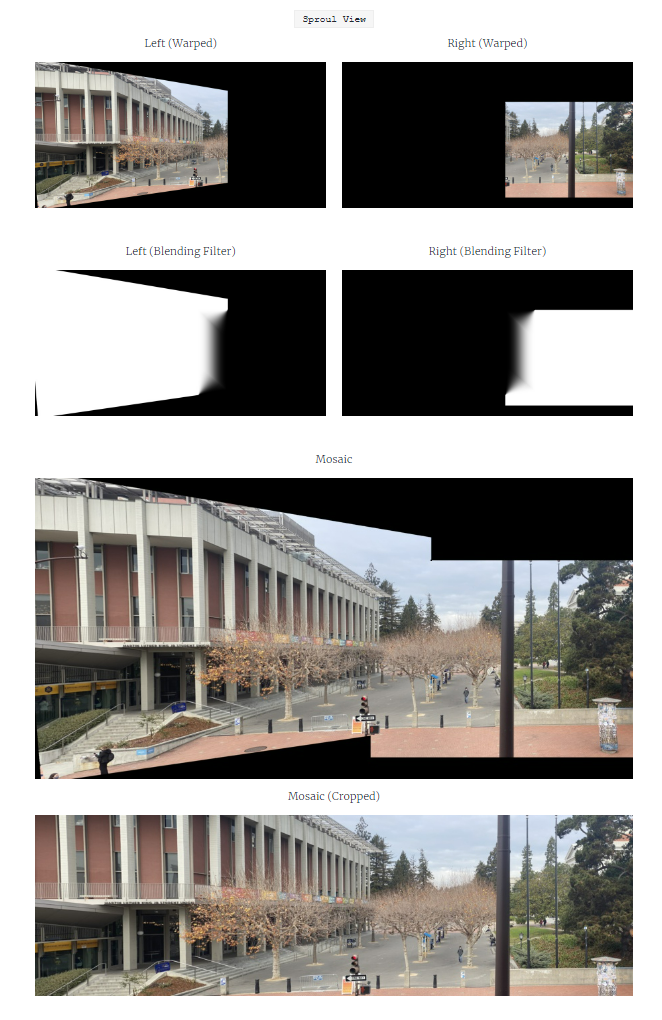 Sproul View
Left (Warped)
Right (Warped)
Left (Blending Filter)
Right (Blending Filter)
Mosaic
Mosaic (Cropped)